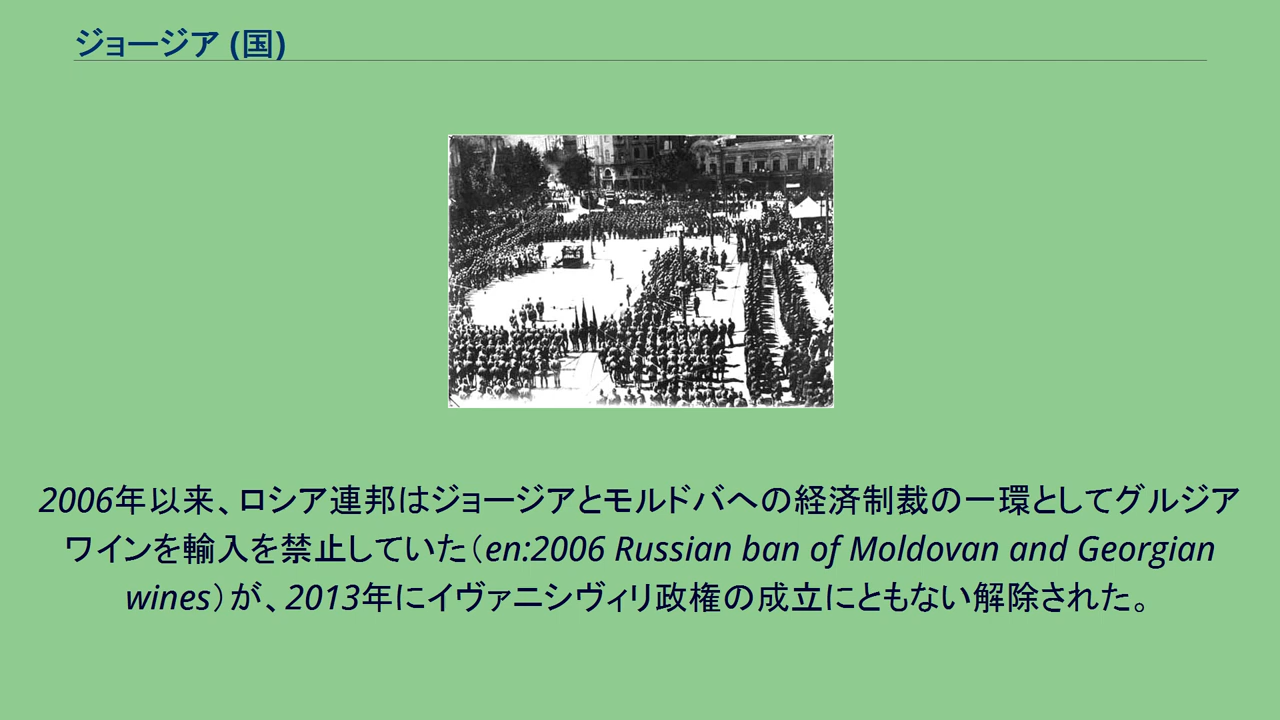 ジョージア (国)
2006年以来、ロシア連邦はジョージアとモルドバへの経済制裁の一環としてグルジア
ワインを輸入を禁止していた（en:2006 Russian ban of Moldovan and Georgian
wines）が、2013年にイヴァニシヴィリ政権の成立にともない解除された。